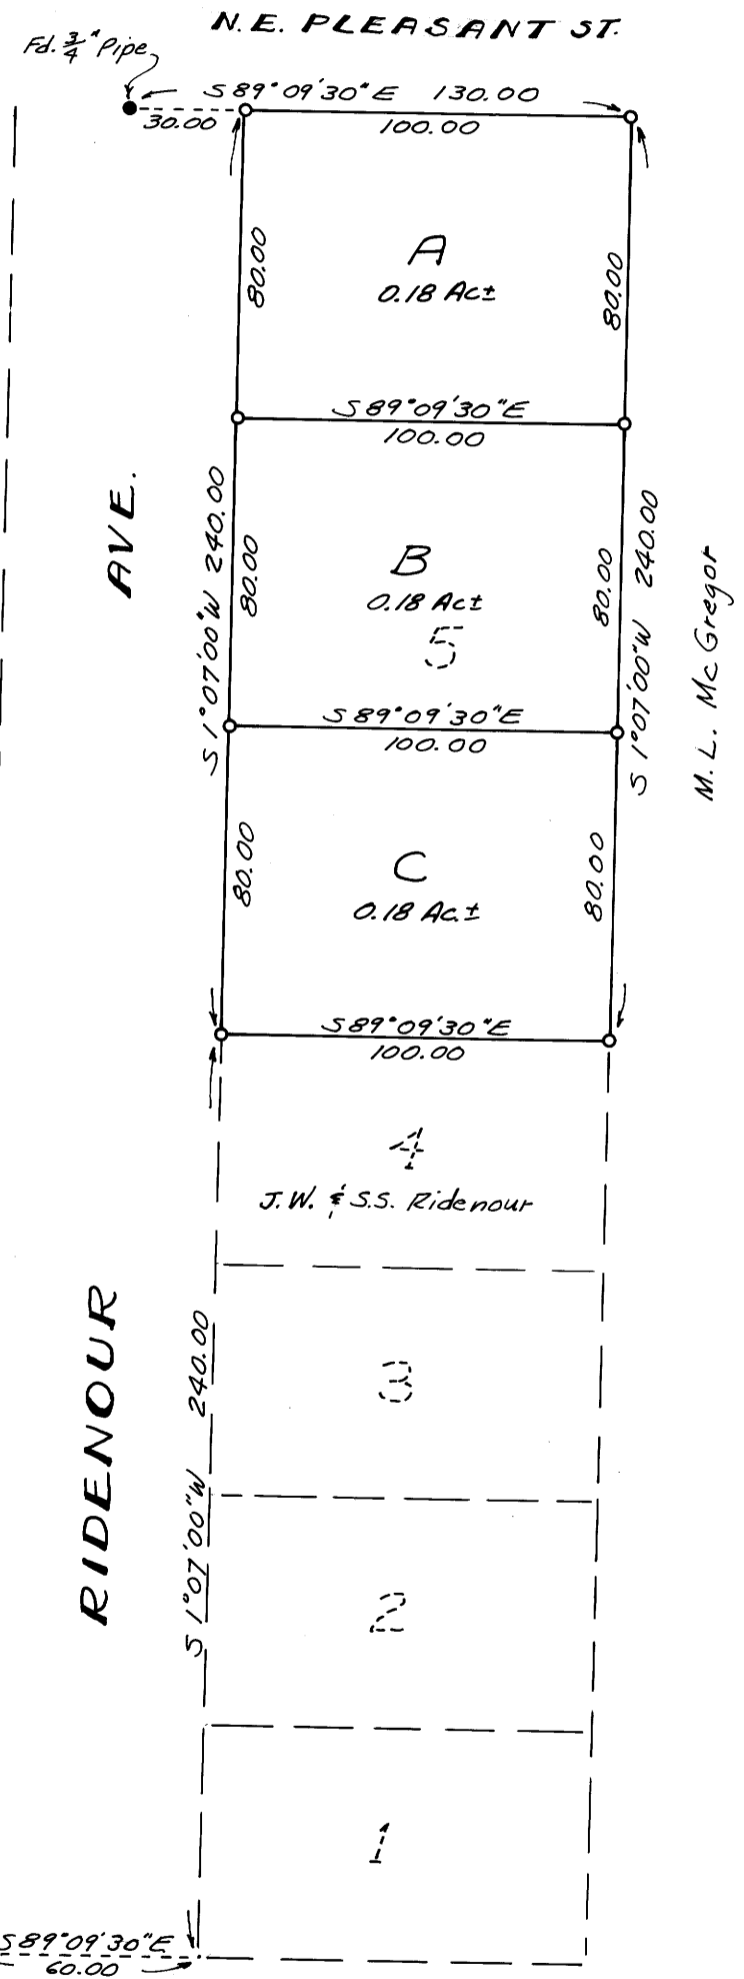 N.E. PLEASANT ST.
Fd. 3/4" Pipe
S 89°09'30"E 130.00
30.00
100.00
80.00
A
0.18 Ac±
80.00
S 89°09'30"E
100.00
AVE.
S 1°07'00"W 240.00
80.00
B
0.18 Ac±
5
80.00
S 1°07'00"W 240.00
M.L. McGregor
S 89°09'30"E
100.00
80.00
C
0.18 Ac.±
80.00
S 89°09'30"E
100.00
4
J.W. & S.S. Ridenour
RIDENOUR
S 1°07'00"W 240.00
3
2
1
S 89°09'30"E
60.00